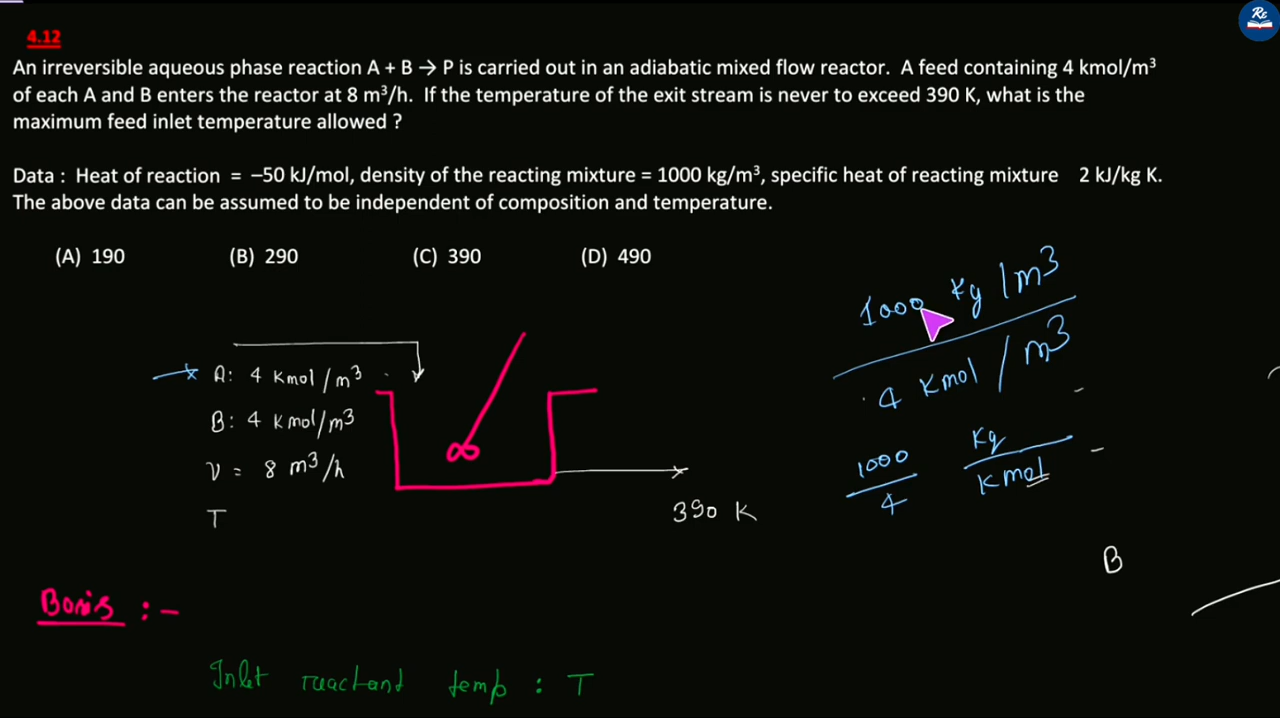 Re
4.12
An irreversible aqueous phase reaction A + B → P is carried out in an adiabatic mixed flow reactor. A feed containing 4 kmol/m³
of each A and B enters the reactor at 8 m³/h. If the temperature of the exit stream is never to exceed 390 K, what is the
maximum feed inlet temperature allowed ?
Data : Heat of reaction = –50 kJ/mol, density of the reacting mixture = 1000 kg/m³, specific heat of reacting mixture 2 kJ/kg K.
The above data can be assumed to be independent of composition and temperature.
(A) 190 (B) 290 (C) 390 (D) 490
1000 Kg / m³
4 Kmol / m³
A: 4 Kmol / m³
B: 4 Kmol / m³
ν = 8 m³/h
T
390 K
1000 Kg
4 Kmol
B
Basis :-
Inlet reactant temp : T